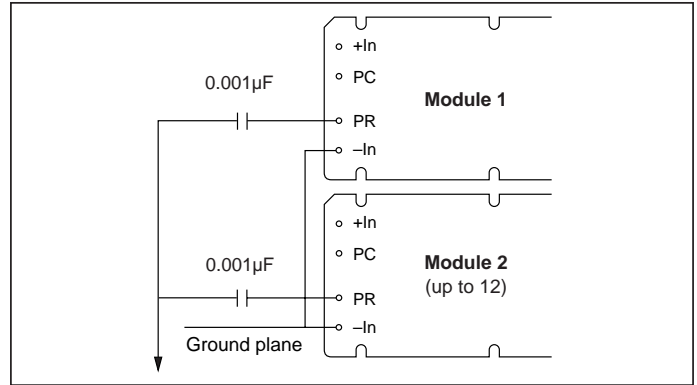 +In
PC
0.001µF
Module 1
PR
–In
+In
PC
0.001µF
Module 2
(up to 12)
PR
–In
Ground plane